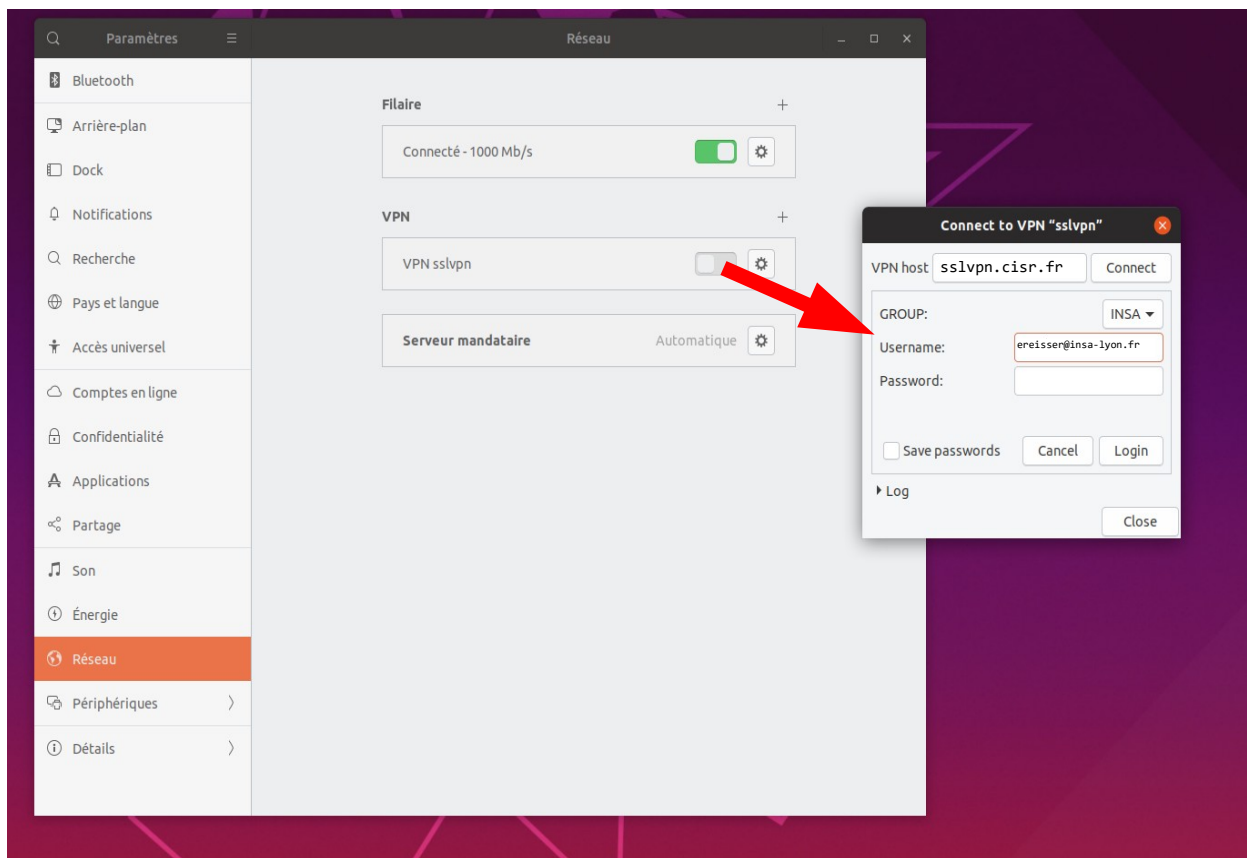 Paramètres
Réseau
Bluetooth
Arrière-plan
Dock
Notifications
Recherche
Pays et langue
Accès universel
Comptes en ligne
Confidentialité
Applications
Partage
Son
Énergie
Réseau
Périphériques
Détails
Filaire
Connecté - 1000 Mb/s
VPN
VPN sslvpn
Serveur mandataire Automatique
Connect to VPN “sslvpn”
VPN host sslvpn.cisr.fr Connect
GROUP: INSA
Username: ereisser@insa-lyon.fr
Password:
Save passwords Cancel Login
Log
Close